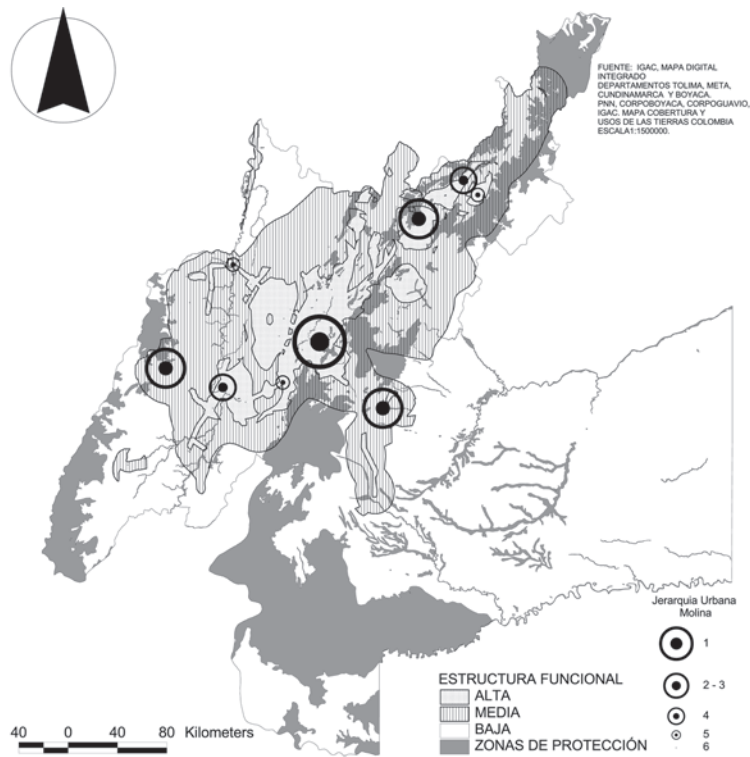 FUENTE: IGAC, MAPA DIGITAL
INTEGRADO
DEPARTAMENTOS TOLIMA, META,
CUNDINAMARCA Y BOYACA.
PNN, CORPOBOYACA, CORPOGUAVIO,
IGAC. MAPA COBERTURA Y
USOS DE LAS TIERRAS COLOMBIA
ESCALA1:1500000.
Jerarquia Urbana
Molina
1
2 - 3
4
5
6
ESTRUCTURA FUNCIONAL
ALTA
MEDIA
BAJA
ZONAS DE PROTECCIÓN
40 0 40 80 Kilometers